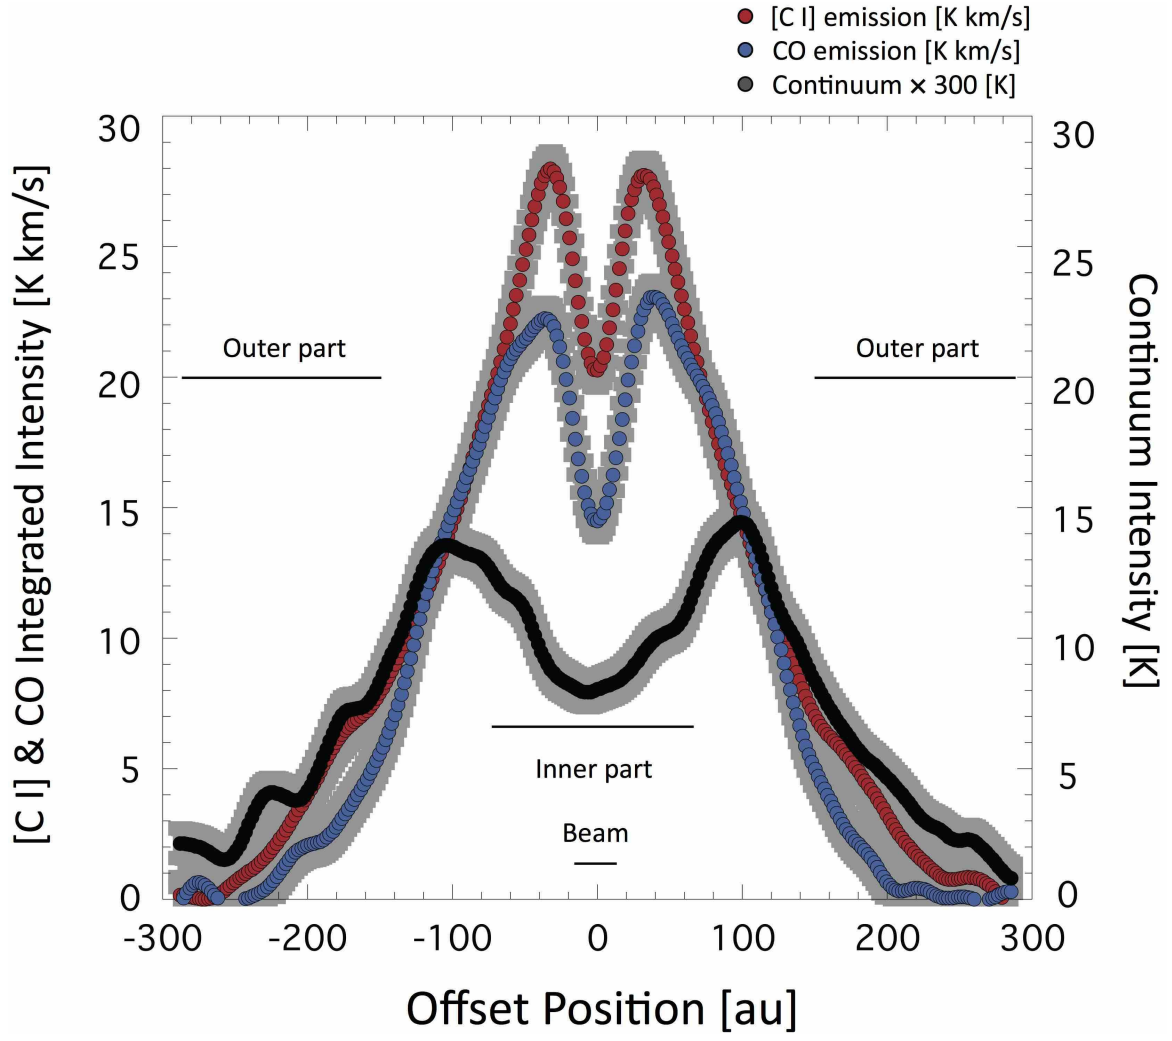 [C I] emission [K km/s]
CO emission [K km/s]
Continuum × 300 [K]
30
25
20
15
10
5
0
[C I] & CO Integrated Intensity [K km/s]
Outer part
Outer part
Inner part
Beam
30
25
20
15
10
5
0
Continuum Intensity [K]
-300
-200
-100
0
100
200
300
Offset Position [au]